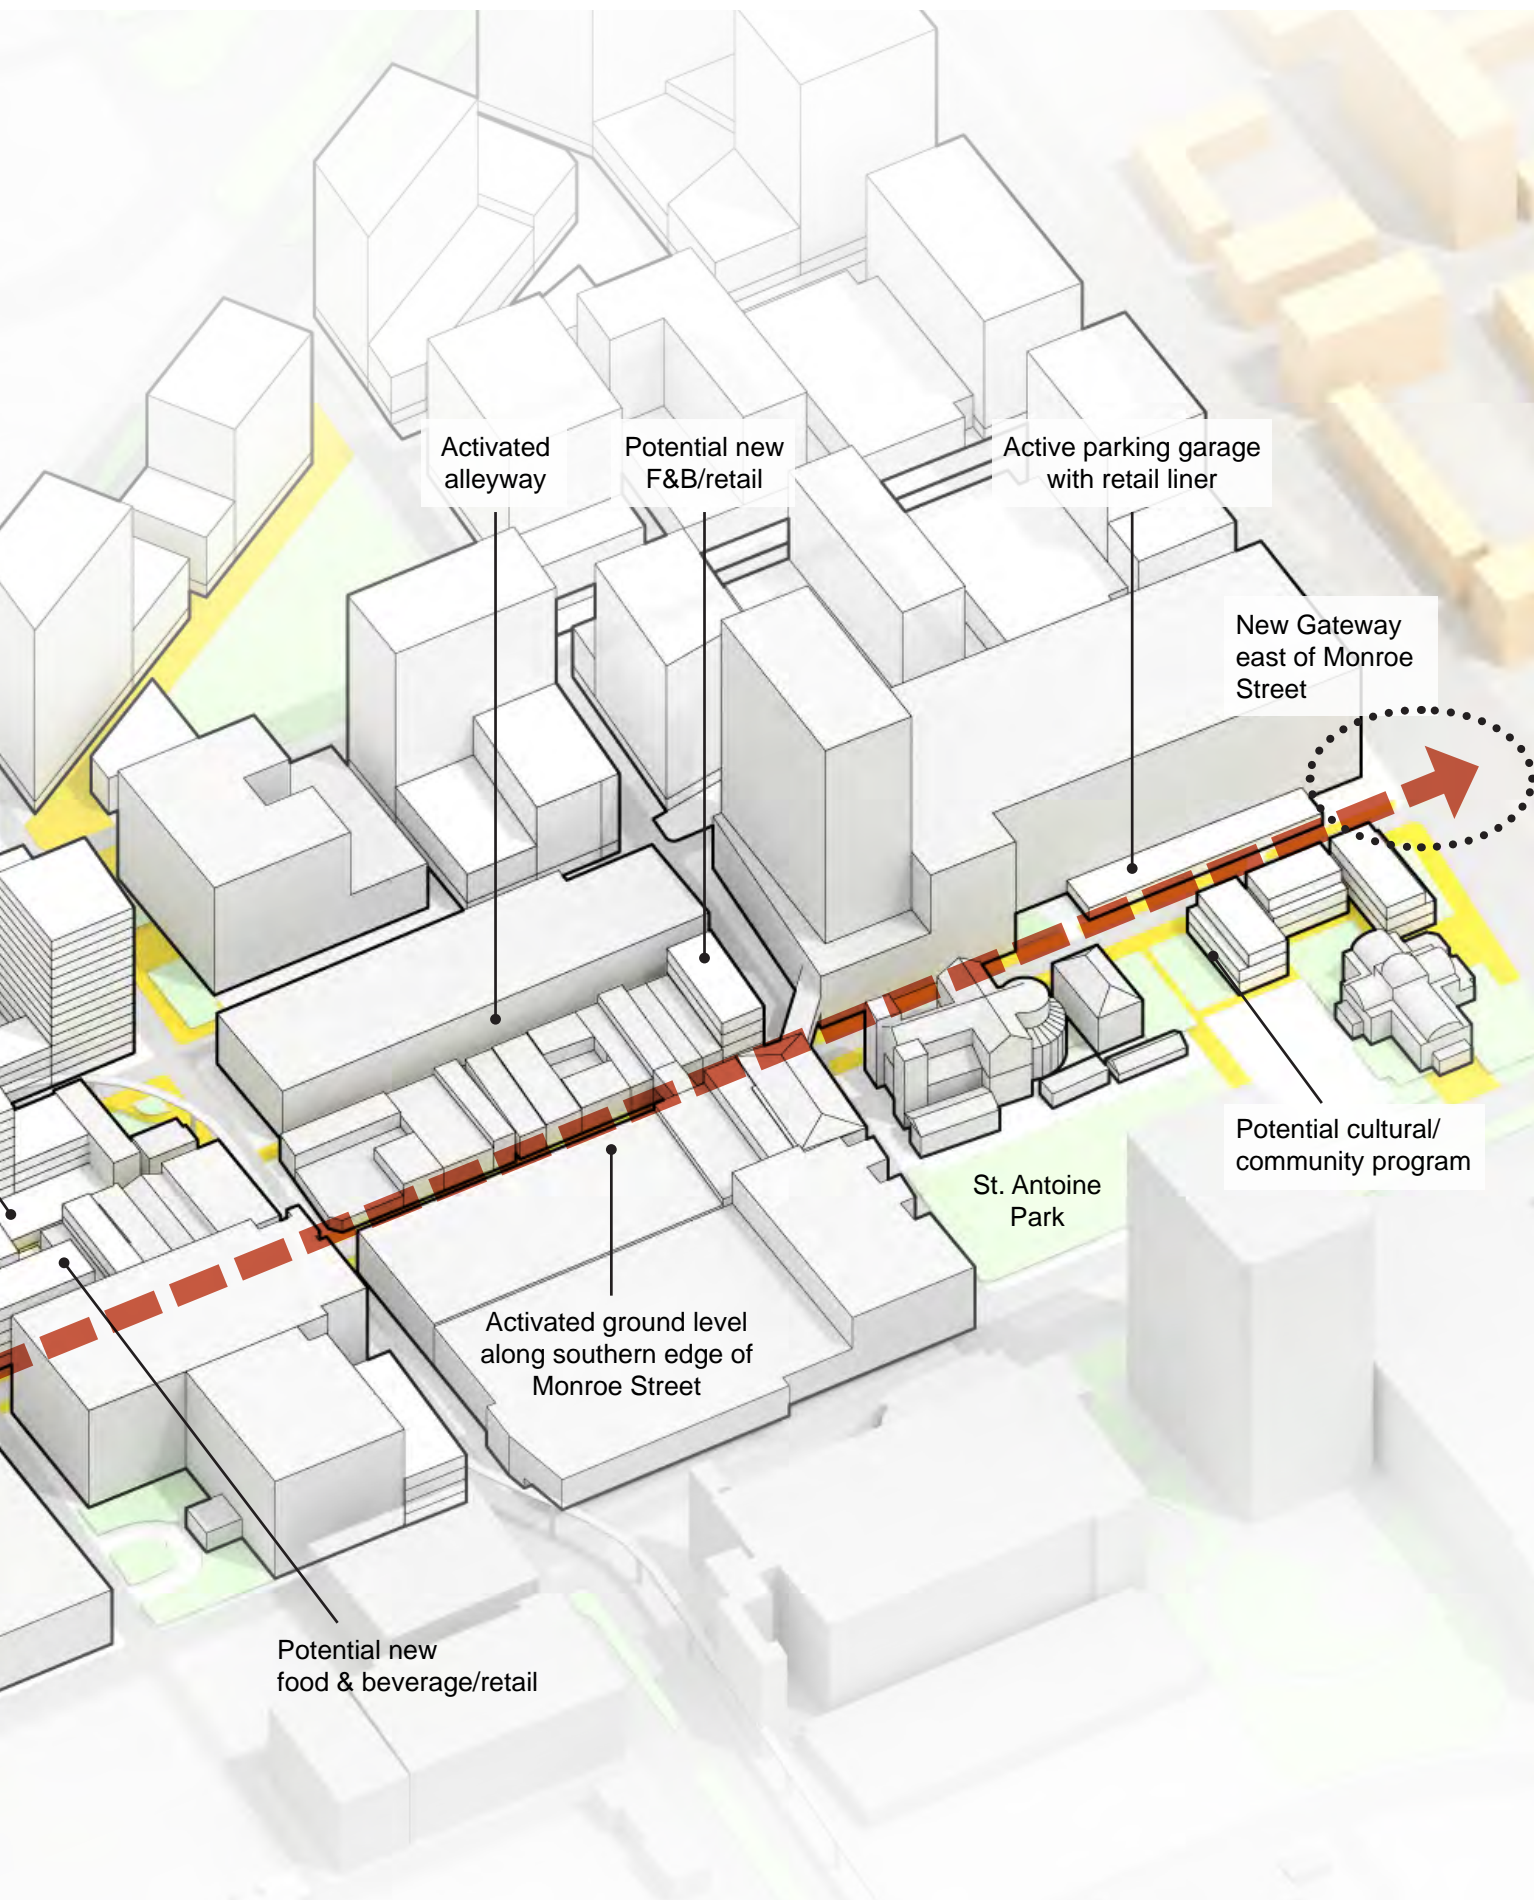 Activated
alleyway
Potential new
F&B/retail
Active parking garage
with retail liner
New Gateway
east of Monroe
Street
Potential cultural/
community program
St. Antoine
Park
Activated ground level
along southern edge of
Monroe Street
Potential new
food & beverage/retail